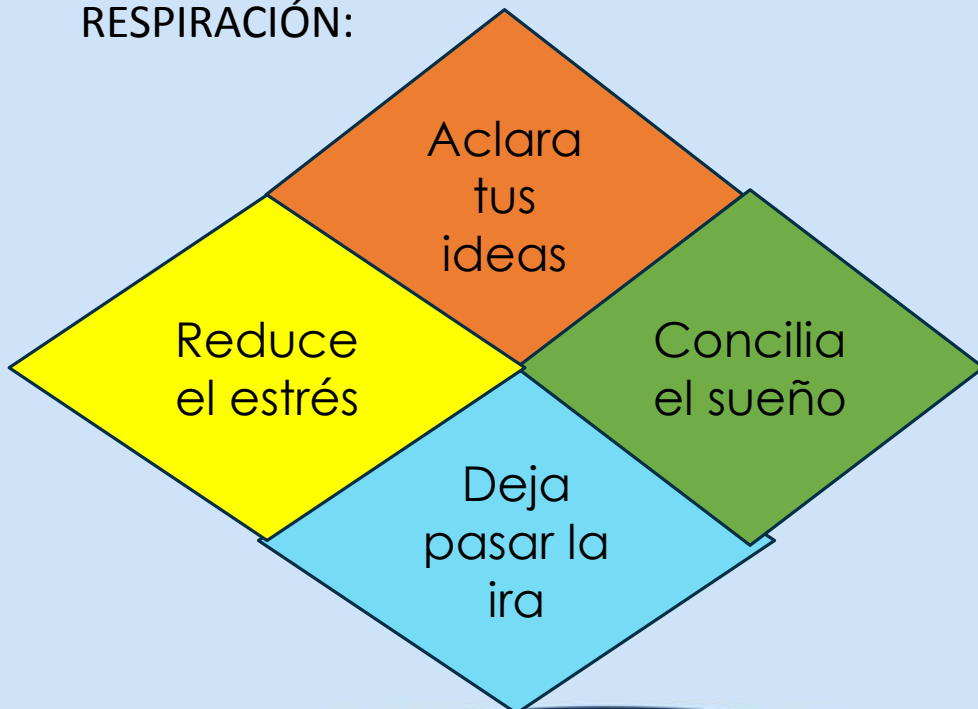 RESPIRACIÓN:
Aclara
tus
ideas
Reduce
el estrés
Concilia
el sueño
Deja
pasar la
ira